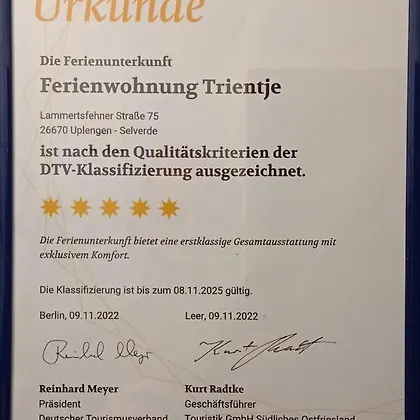 Urkunde
Die Ferienunterkunft
Ferienwohnung Trientje
Lammertsfehner Straße 75
26670 Uplengen - Selverde
ist nach den Qualitätskriterien der
DTV-Klassifizierung ausgezeichnet.
Die Ferienunterkunft bietet eine erstklassige Gesamtausstattung mit
exklusivem Komfort.
Die Klassifizierung ist bis zum 08.11.2025 gültig.
Berlin, 09.11.2022 Leer, 09.11.2022
Reinhard Meyer Kurt Radtke
Präsident Geschäftsführer
Deutscher Tourismusverband Touristik GmbH Südliches Ostfriesland